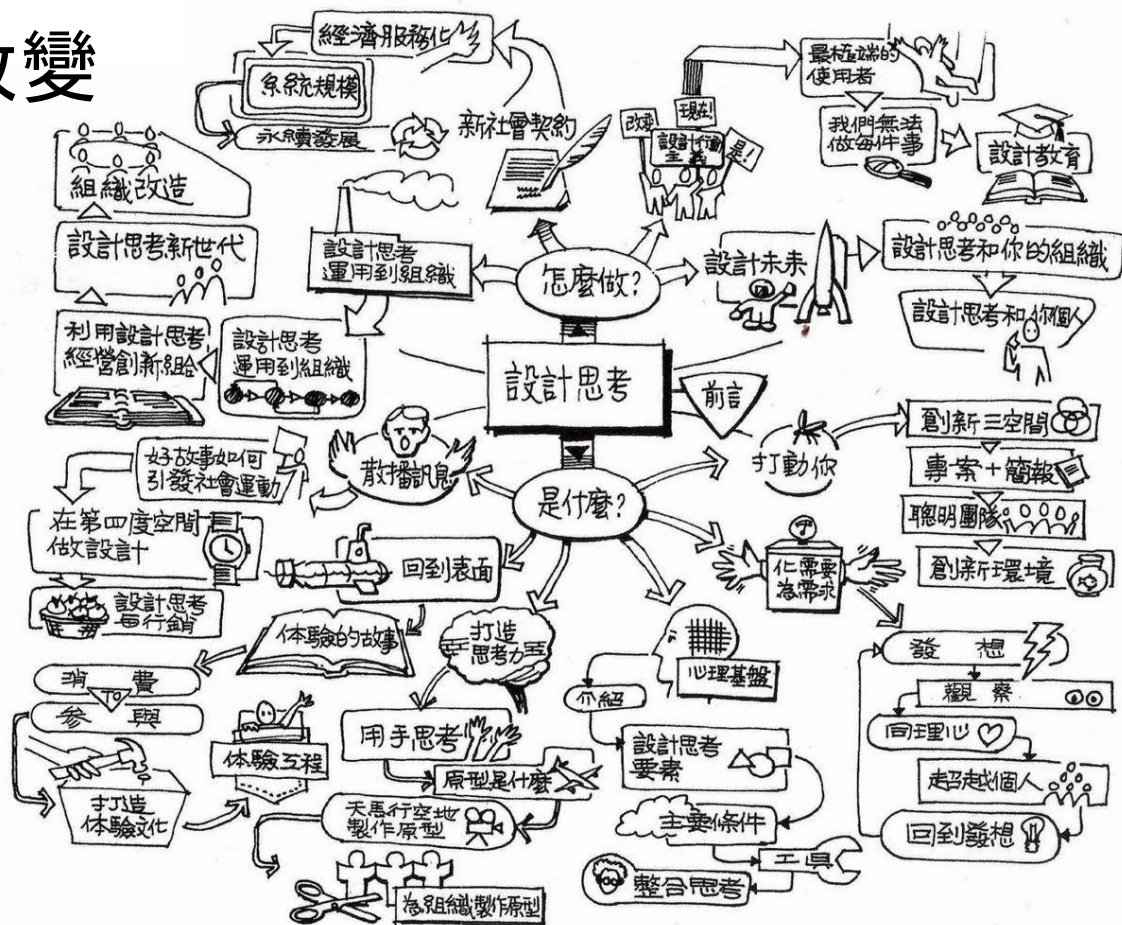 改變
經濟服務化
系統規模
永續發展
新社會契約
改變
現在!
設計行動
主義
是!
最極端的
使用者
我們無法
做每件事
設計教育
組織改造
設計思考新世代
利用設計思考
經營創新組合
設計思考
運用到組織
設計思考
運用到組織
怎麼做?
設計未來
設計思考和你的組織
設計思考和你個人
設計思考
前言
是什麼?
打動你
創新三空間
專案+簡報
聰明團隊
創新環境
散播訊息
好故事如何
引發社會運動
在第四度空間
做設計
設計思考
每行銷
回到表面
体驗的故事
消費
TO
參與
打造
体驗文化
体驗工程
打造
思考力
用手思考
原型是什麼
天馬行空地
製作原型
為組織製作原型
心理基盤
介紹
設計思考
要素
主要條件
工具
整合思考
化需要
為需求
發想
觀察
同理心
超越個人
回到發想